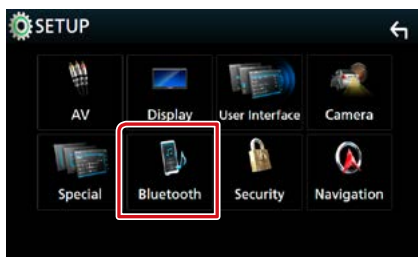 SETUP
AV
Display
User Interface
Camera
Special
Bluetooth
Security
Navigation